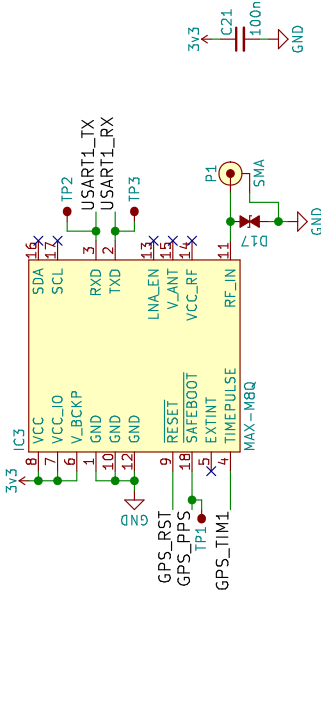 3v3
C21
100n
GND
USART1_TX
USART1_RX
TP2
TP3
P1
SMA
D17
GND
16
17
3
2
13
15
14
11
SDA
SCL
RXD
TXD
LNA_EN
V_ANT
VCC_RF
RF_IN
IC3
MAX-M8Q
VCC
VCC_IO
V_BCKP
GND
GND
GND
RESET
SAFEBOOT
EXTINT
TIMEPULSE
8
7
6
1
10
12
9
18
5
4
3v3
GND
GPS_RST
GPS_PPS
TP1
GPS_TIM1